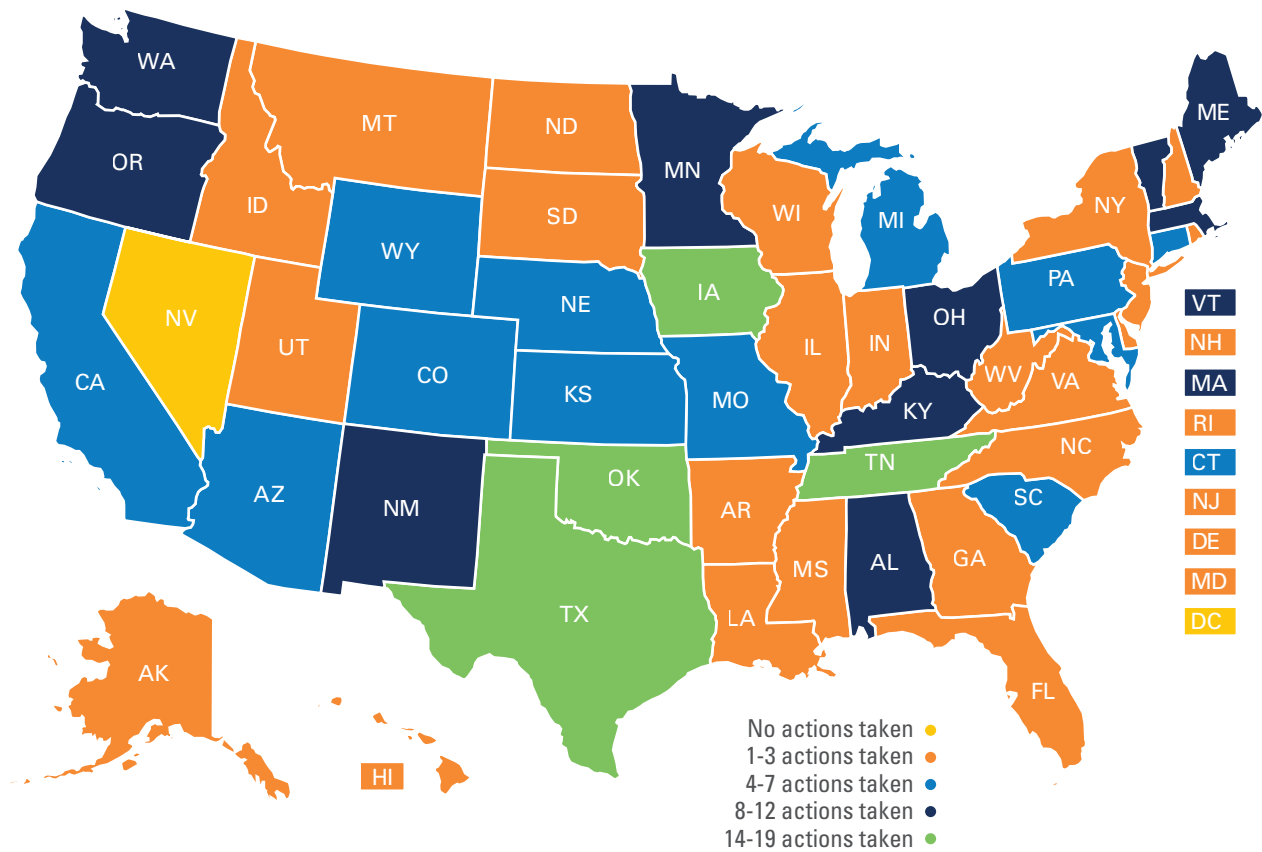 WA
OR
MT
ND
MN
ME
ID
SD
WI
MI
NY
WY
NE
IA
PA
NV
UT
CO
KS
MO
IL
IN
OH
WV
VA
KY
CA
AZ
NM
OK
AR
TN
NC
SC
TX
LA
MS
AL
GA
FL
AK
HI
VT
NH
MA
RI
CT
NJ
DE
MD
DC
No actions taken
1-3 actions taken
4-7 actions taken
8-12 actions taken
14-19 actions taken